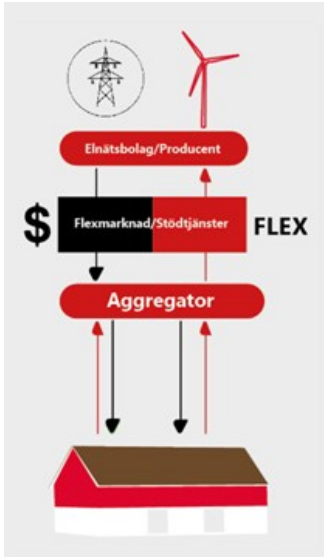 Elnätsbolag/Producent
$
Flexmarknad/Stödtjänster
FLEX
Aggregator